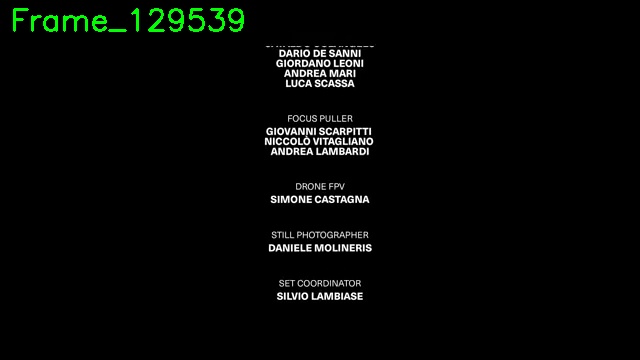 Frame_129539
DARIO DE SANNI
GIORDANO LEONI
ANDREA MARI
LUCA SCASSA
FOCUS PULLER
GIOVANNI SCARPITTI
NICCOLÒ VITAGLIANO
ANDREA LAMBARDI
DRONE FPV
SIMONE CASTAGNA
STILL PHOTOGRAPHER
DANIELE MOLINERIS
SET COORDINATOR
SILVIO LAMBIASE